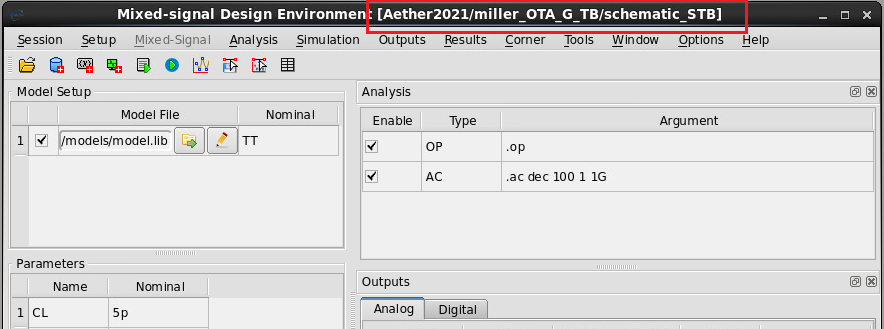 Mixed-signal Design Environment [Aether2021/miller_OTA_G_TB/schematic_STB]
Session Setup Mixed-Signal Analysis Simulation Outputs Results Corner Tools Window Options Help
Model Setup
Model File Nominal
1 /models/model.lib TT
Analysis
Enable Type Argument
OP .op
AC .ac dec 100 1 1G
Parameters
Name Nominal
1 CL 5p
Outputs
Analog Digital